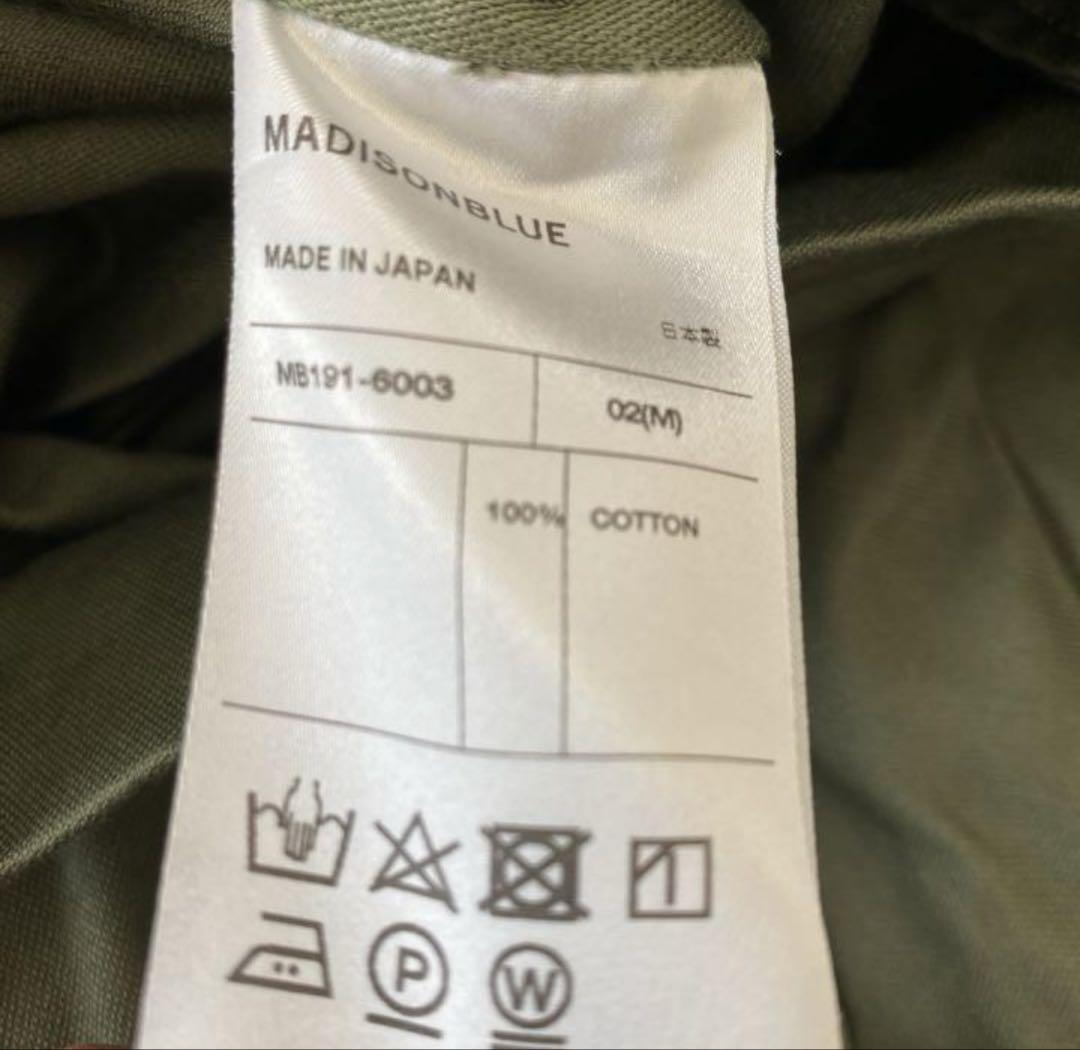 MADISONBLUE
MADE IN JAPAN
日本製
MB191-6003 02(M)
100% COTTON
P W